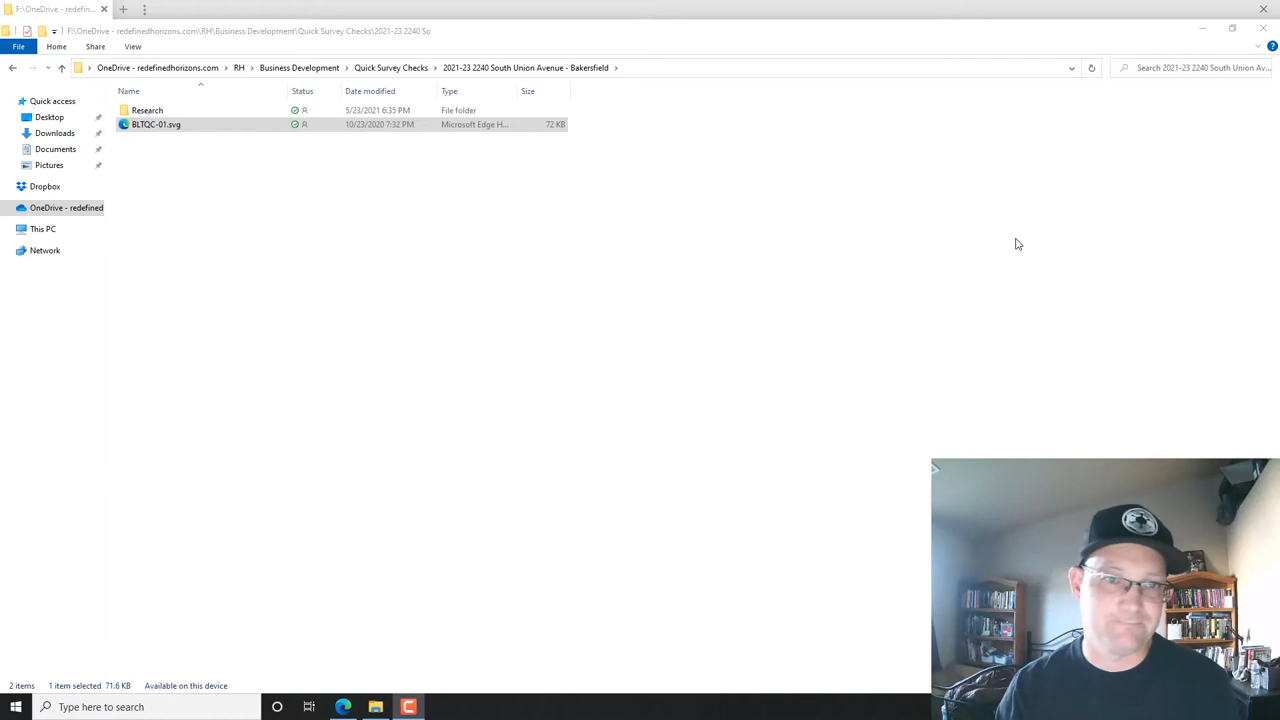 F:\OneDrive - redefinedhorizons.com...
F:\OneDrive - redefinedhorizons.com\RH\Business Development\Quick Survey Checks\2021-23 2240 So
File Home Share View
OneDrive - redefinedhorizons.com > RH > Business Development > Quick Survey Checks > 2021-23 2240 South Union Avenue - Bakersfield >
Search 2021-23 2240 South Union Av...
Name Status Date modified Type Size
Quick access
Desktop
Downloads
Documents
Pictures
Dropbox
OneDrive - redefined
This PC
Network
Research 5/23/2021 6:35 PM File folder
BLTQC-01.svg 10/23/2020 7:32 PM Microsoft Edge H... 72 KB
2 items 1 item selected 71.6 KB Available on this device
Type here to search